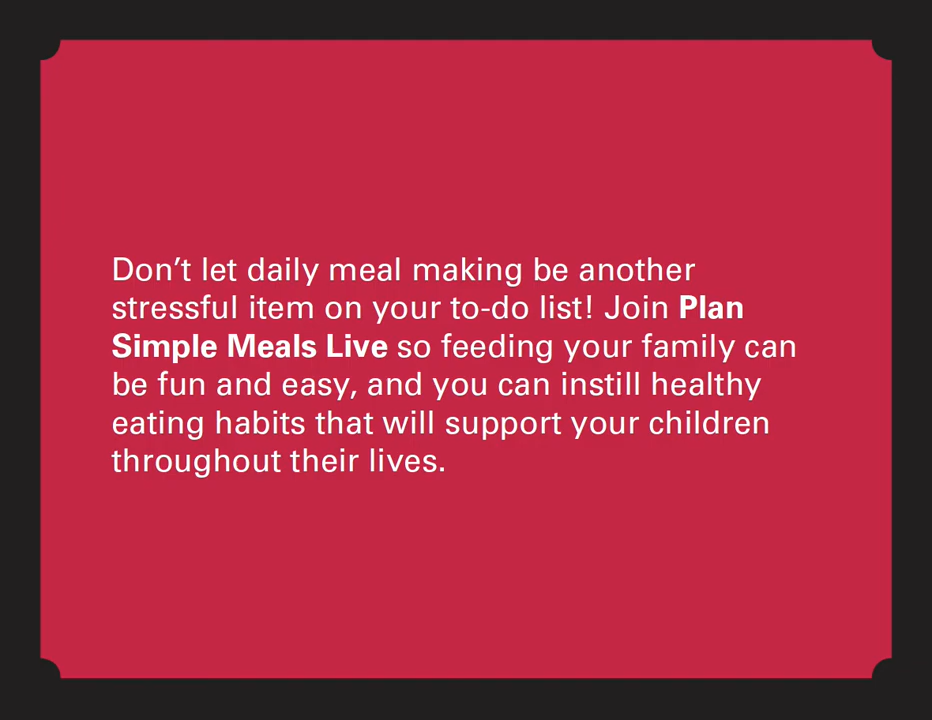 Don’t let daily meal making be another
stressful item on your to-do list! Join Plan
Simple Meals Live so feeding your family can
be fun and easy, and you can instill healthy
eating habits that will support your children
throughout their lives.